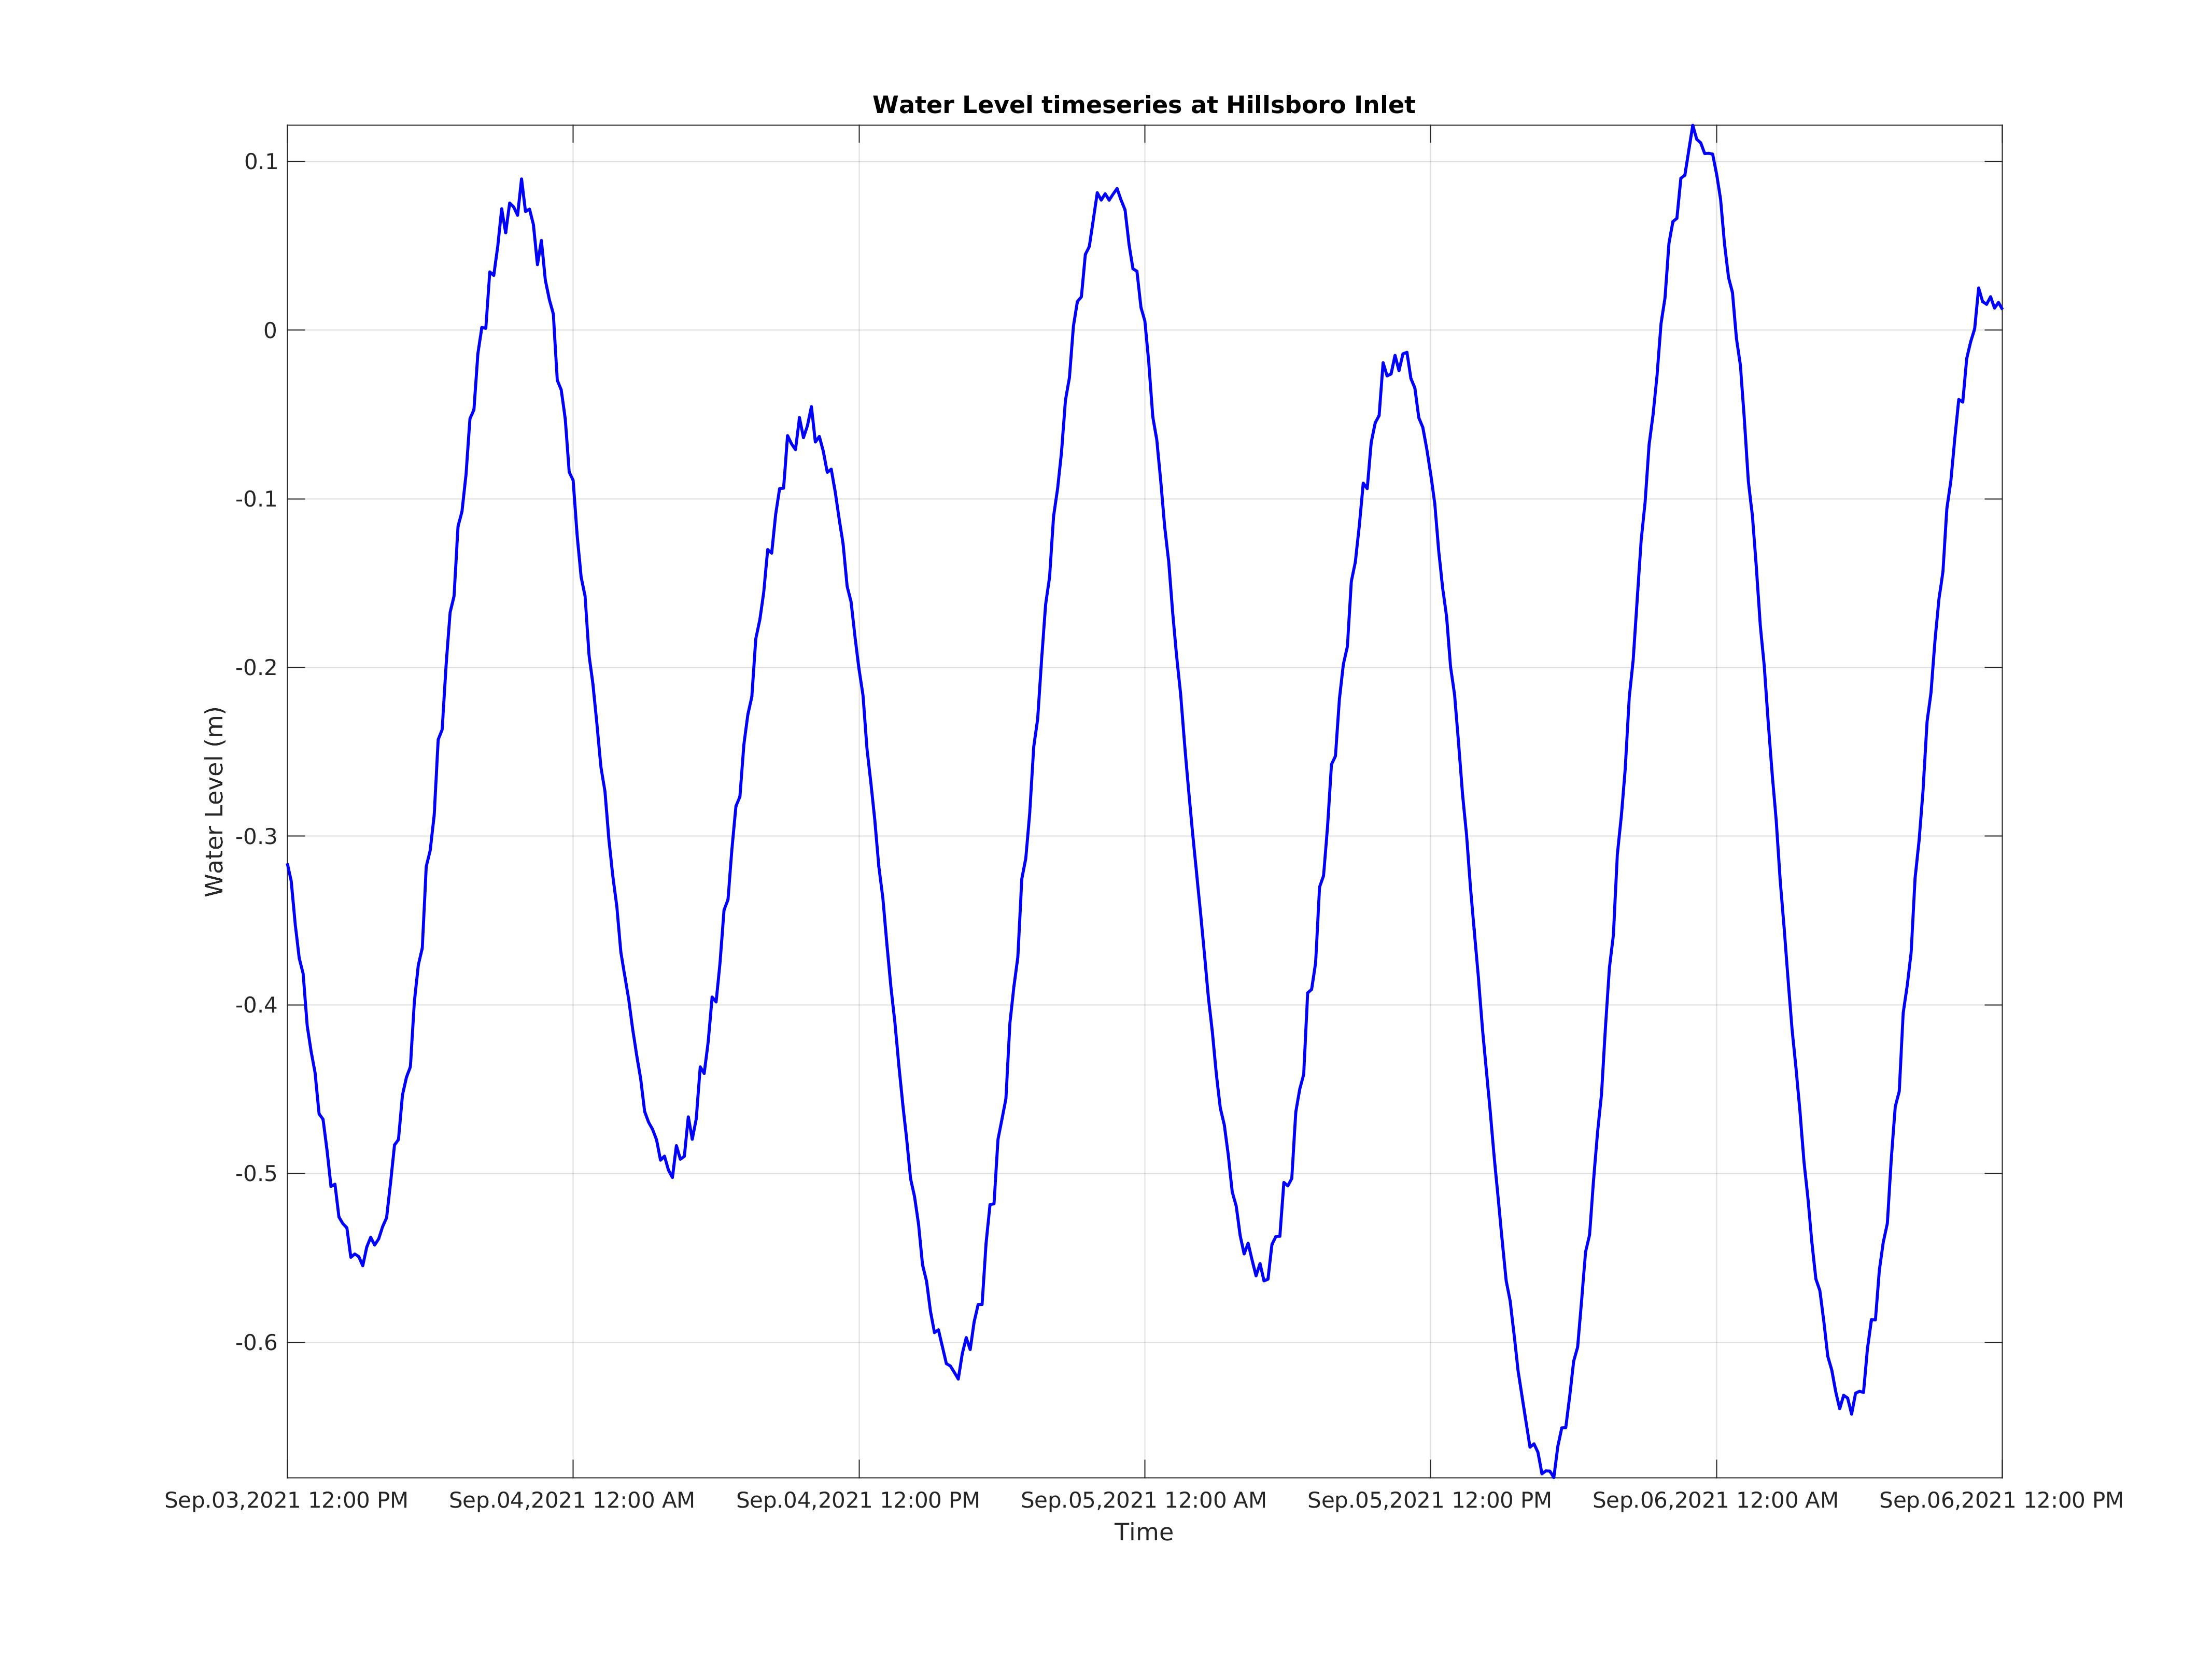 Water Level timeseries at Hillsboro Inlet
0.1
0
-0.1
-0.2
-0.3
-0.4
-0.5
-0.6
Water Level (m)
Sep.03,2021 12:00 PM Sep.04,2021 12:00 AM Sep.04,2021 12:00 PM Sep.05,2021 12:00 AM Sep.05,2021 12:00 PM Sep.06,2021 12:00 AM Sep.06,2021 12:00 PM
Time